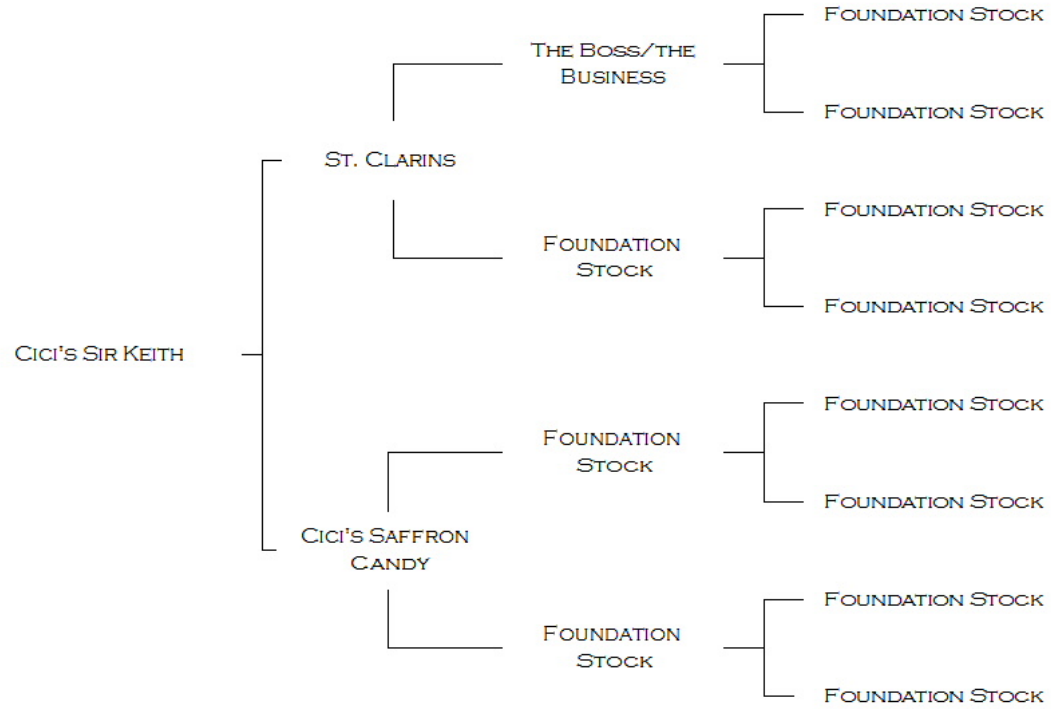 Foundation Stock
The Boss/the
Business
Foundation Stock
St. Clarins
Foundation Stock
Foundation
Stock
Foundation Stock
Cici's Sir Keith
Foundation Stock
Foundation
Stock
Foundation Stock
Cici's Saffron
Candy
Foundation Stock
Foundation
Stock
Foundation Stock